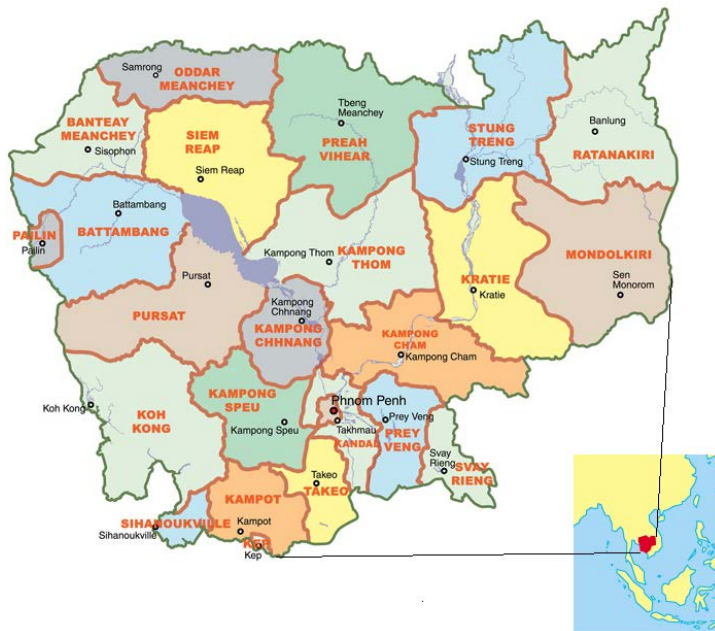 Samrong
ODDAR
MEANCHEY
Tbeng
Meanchey
BANTEAY
MEANCHEY
Sisophon
SIEM
REAP
Siem Reap
PREAH
VIHEAR
STUNG
TRENG
Stung Treng
Banlung
RATANAKIRI
Battambang
BATTAMBANG
PAILIN
Pailin
Kampong Thom
KAMPONG
THOM
MONDOLKIRI
Sen
Monorom
KRATIE
Kratie
Pursat
PURSAT
Kampong
Chhnang
KAMPONG
CHHNANG
KAMPONG
CHAM
Kampong Cham
KAMPONG
SPEU
Kampong Speu
Koh Kong
KOH
KONG
Phnom Penh
Takhmau
KANDAL
Prey Veng
PREY
VENG
Svay
Rieng
SVAY
RIENG
Takeo
TAKEO
KAMPOT
Kampot
SIHANOUKVILLE
Sihanoukville
KEP
Kep